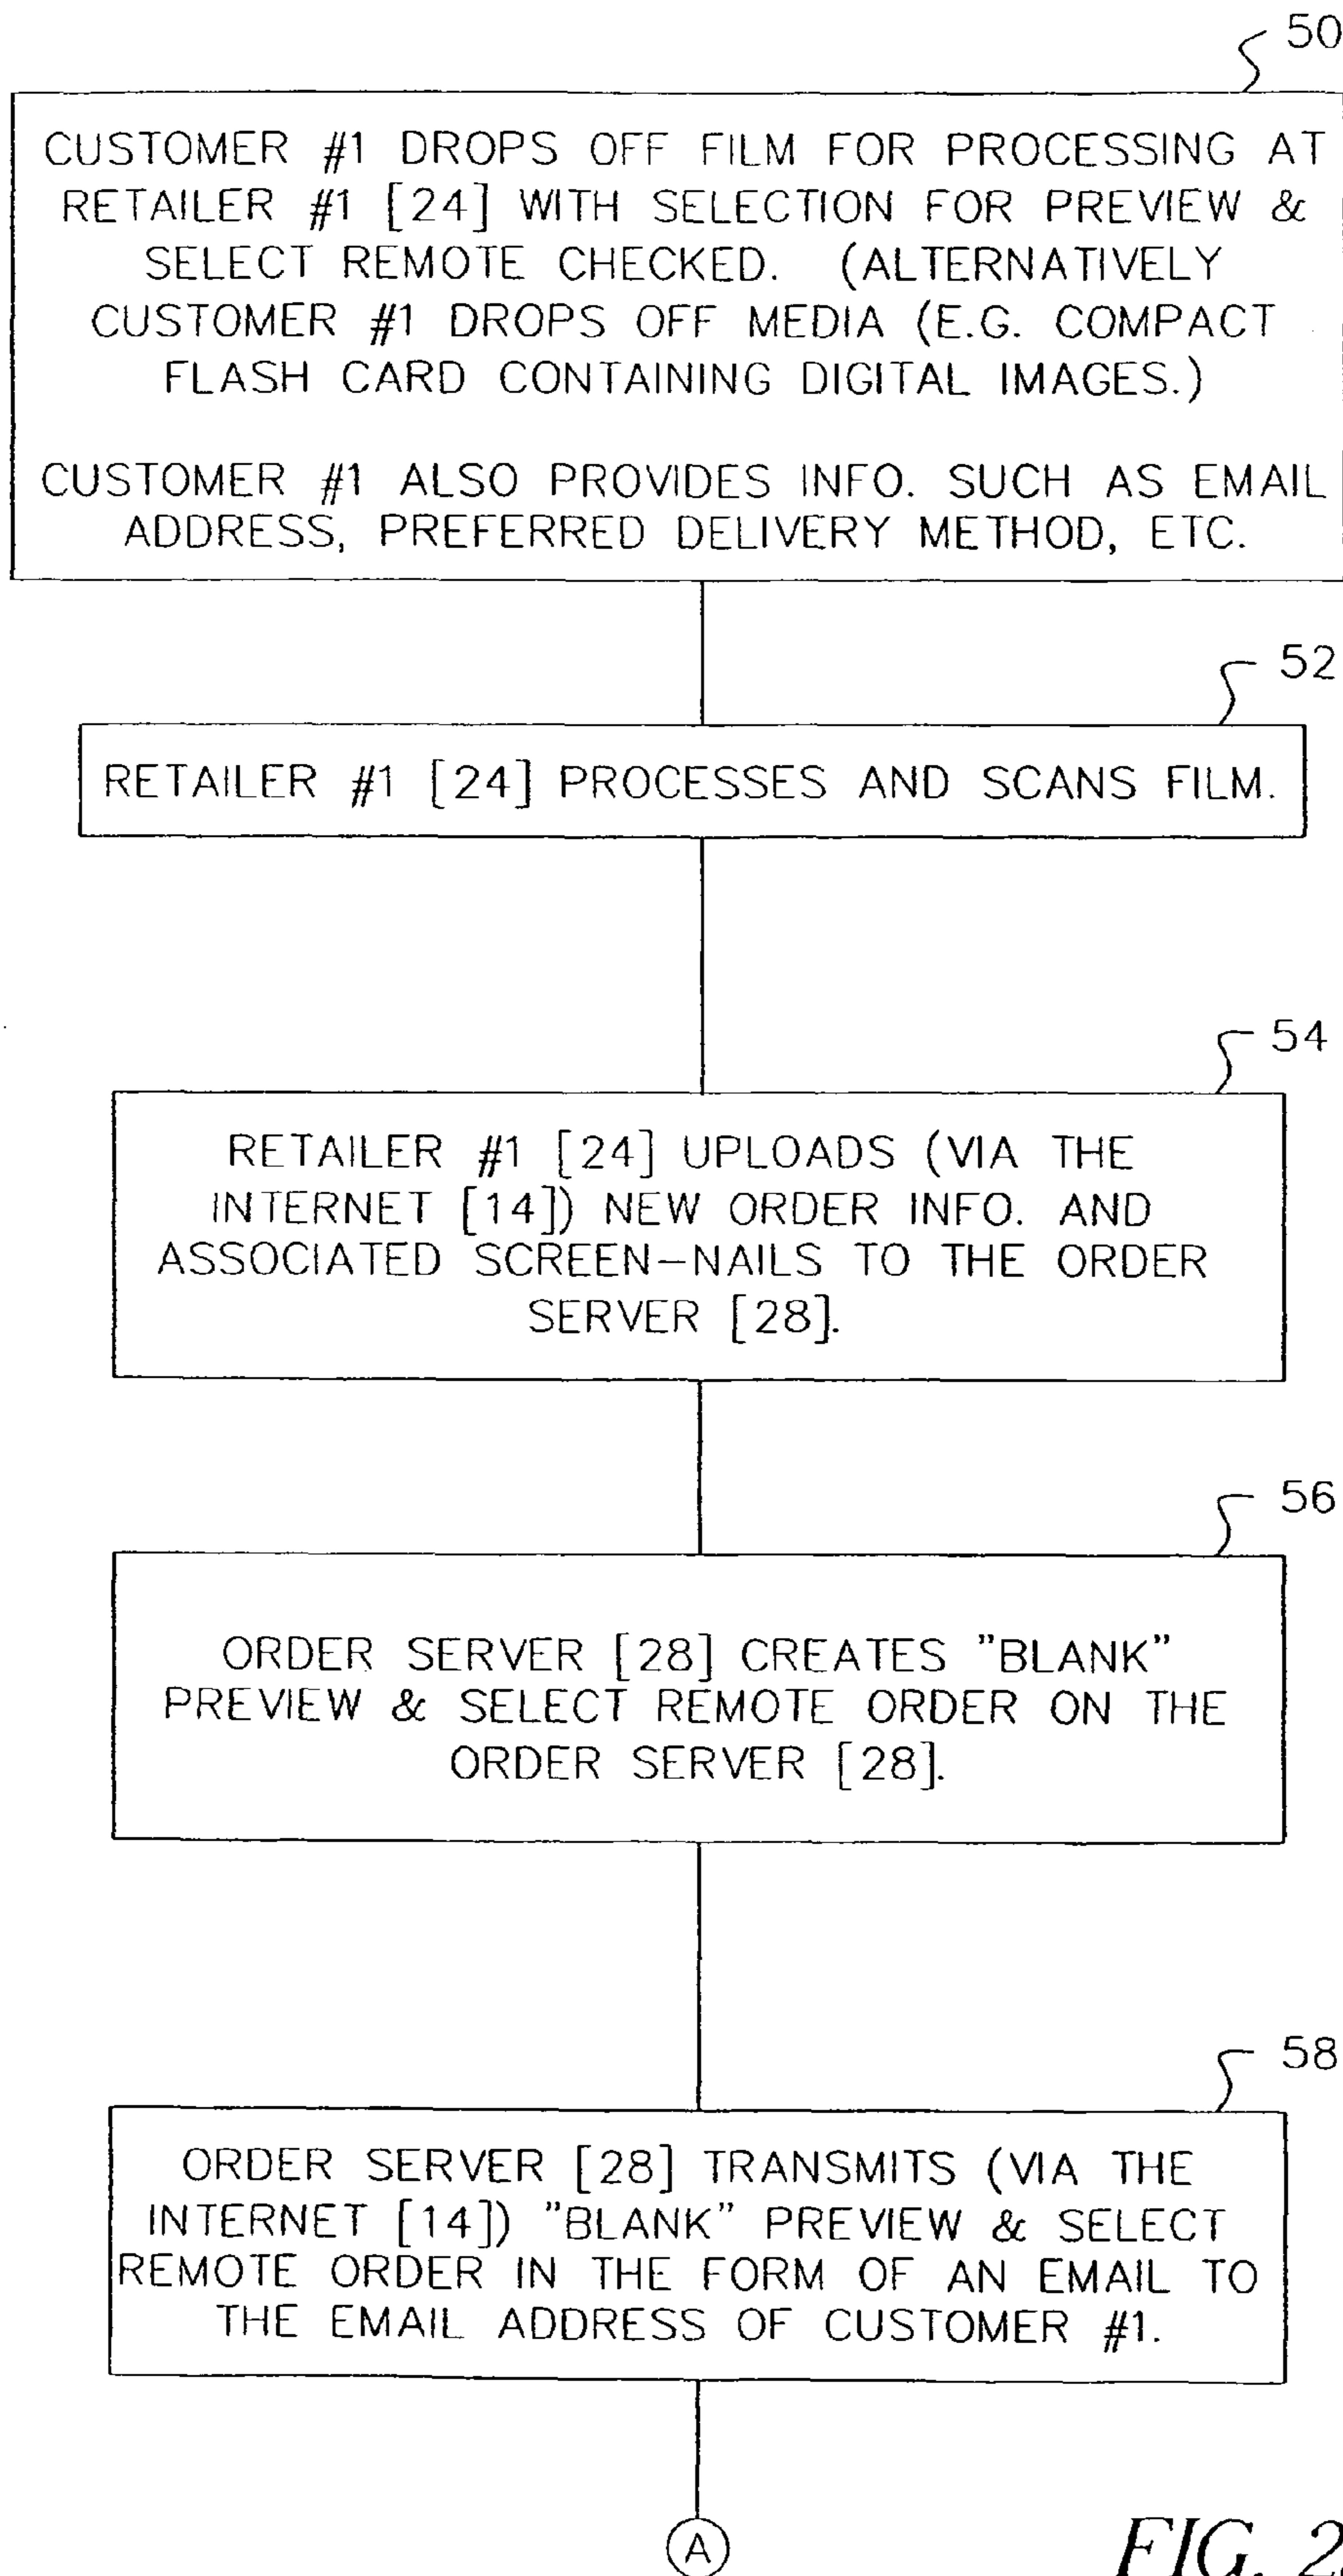 50
CUSTOMER #1 DROPS OFF FILM FOR PROCESSING AT
RETAILER #1 [24] WITH SELECTION FOR PREVIEW &
SELECT REMOTE CHECKED. (ALTERNATIVELY
CUSTOMER #1 DROPS OFF MEDIA (E.G. COMPACT
FLASH CARD CONTAINING DIGITAL IMAGES.)
CUSTOMER #1 ALSO PROVIDES INFO. SUCH AS EMAIL
ADDRESS, PREFERRED DELIVERY METHOD, ETC.
52
RETAILER #1 [24] PROCESSES AND SCANS FILM.
54
RETAILER #1 [24] UPLOADS (VIA THE
INTERNET [14]) NEW ORDER INFO. AND
ASSOCIATED SCREEN-NAILS TO THE ORDER
SERVER [28].
56
ORDER SERVER [28] CREATES "BLANK"
PREVIEW & SELECT REMOTE ORDER ON THE
ORDER SERVER [28].
58
ORDER SERVER [28] TRANSMITS (VIA THE
INTERNET [14]) "BLANK" PREVIEW & SELECT
REMOTE ORDER IN THE FORM OF AN EMAIL TO
THE EMAIL ADDRESS OF CUSTOMER #1.
A
FIG. 2